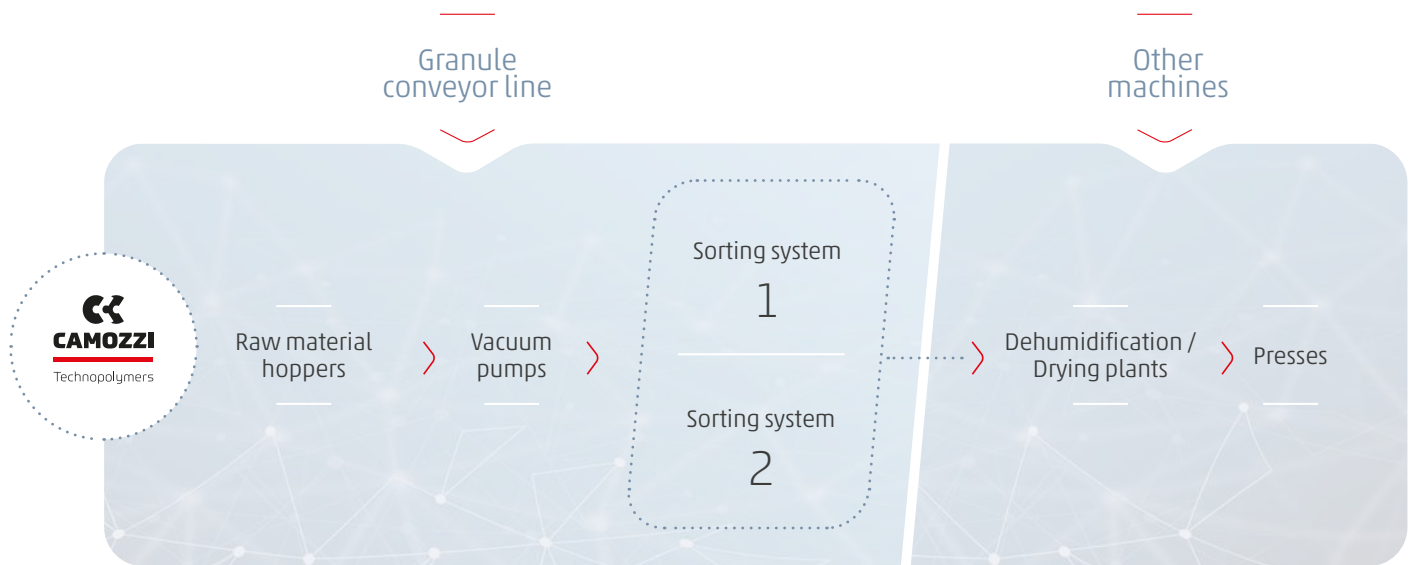 Granule
conveyor line
Other
machines
CAMOZZI
Technopolymers
Raw material
hoppers
Vacuum
pumps
Sorting system
1
Sorting system
2
Dehumidification /
Drying plants
Presses